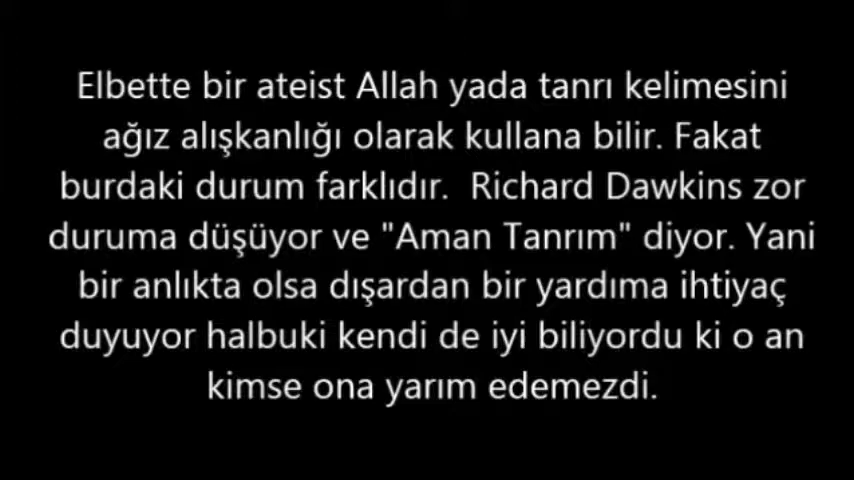 Elbette bir ateist Allah yada tanrı kelimesini
ağız alışkanlığı olarak kullana bilir. Fakat
burdaki durum farklıdır.  Richard Dawkins zor
duruma düşüyor ve "Aman Tanrım" diyor. Yani
bir anlıkta olsa dışardan bir yardıma ihtiyaç
duyuyor halbuki kendi de iyi biliyordu ki o an
kimse ona yarım edemezdi.